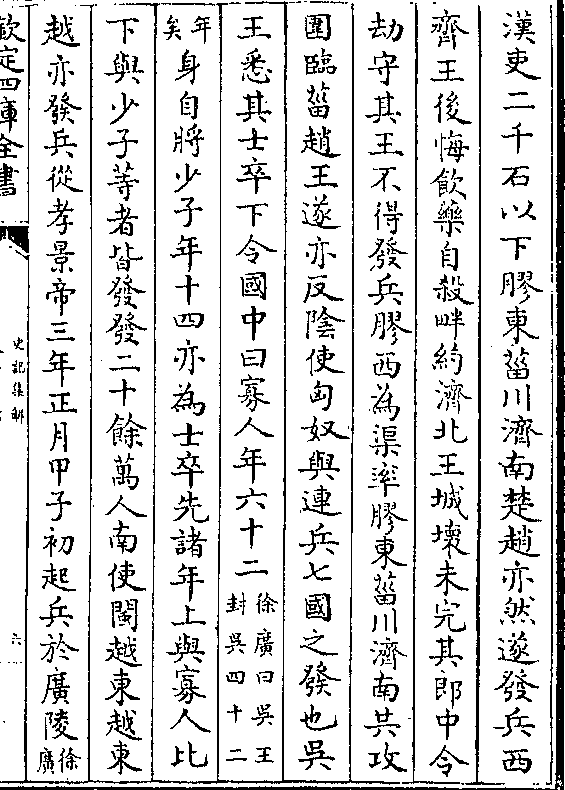 漢吏二千石以下膠東菑川濟南楚趙亦然遂發兵西
齊王後悔飲藥自殺畔約濟北王城壞未完其郎中令
劫守其王不得發兵膠西為渠率膠東菑川濟南共攻
圍臨菑趙王遂亦反陰使匈奴與連兵七國之發也吳
王悉其士卒下令國中曰寡人年六十二徐廣曰吳王封吳四十二
年矣身自將少子年十四亦為士卒先諸年上與寡人比
下與少子等者皆發發二十餘萬人南使閩越東越東
越亦發兵從孝景帝三年正月甲子初起兵於廣陵徐廣
欽定四庫全書
史記集解
六